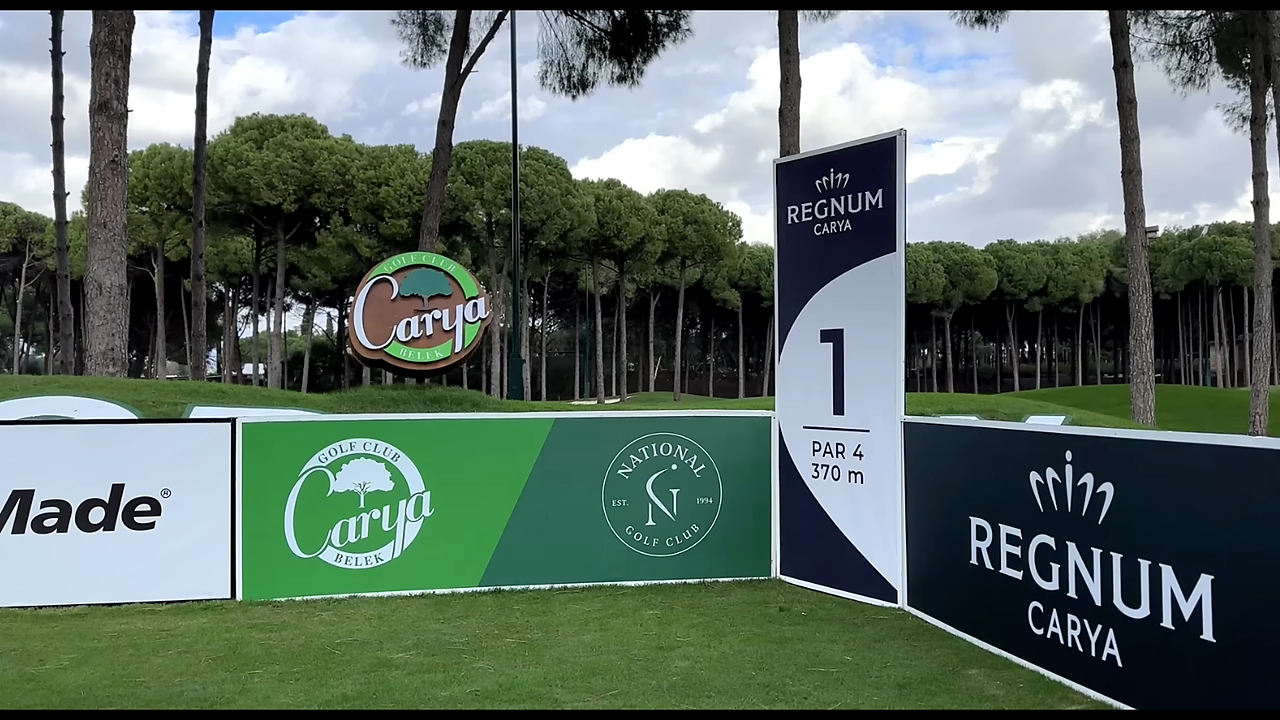 GOLF CLUB
Carya
BELEK
Made®
GOLF CLUB
Carya
BELEK
NATIONAL
EST. 1994
GOLF CLUB
REGNUM
CARYA
1
PAR 4
370 m
REGNUM
CARYA